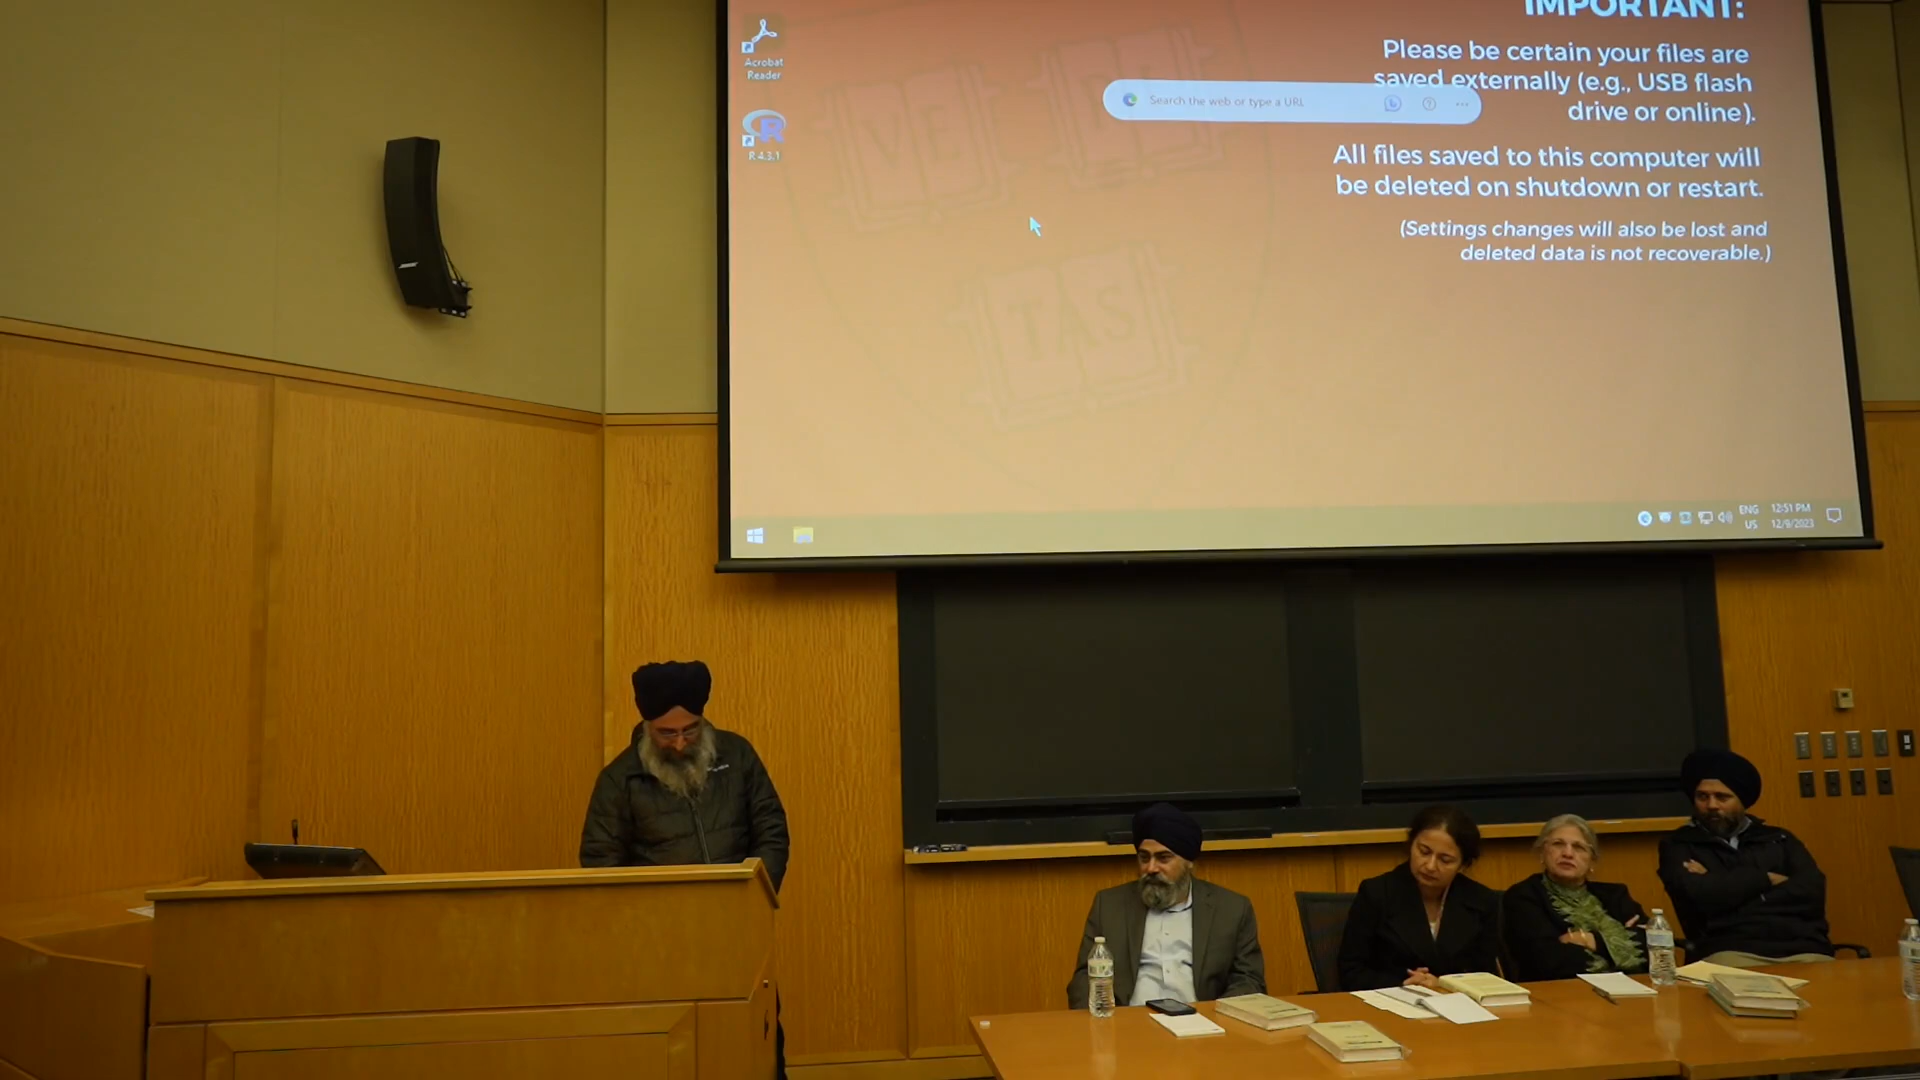 IMPORTANT:
Please be certain your files are
saved externally (e.g., USB flash
drive or online).
Search the web or type a URL
All files saved to this computer will
be deleted on shutdown or restart.
(Settings changes will also be lost and
deleted data is not recoverable.)
Acrobat
Reader
R 4.3.1
VE
TAS
ENG
US
12:51 PM
12/9/2023
BOSE